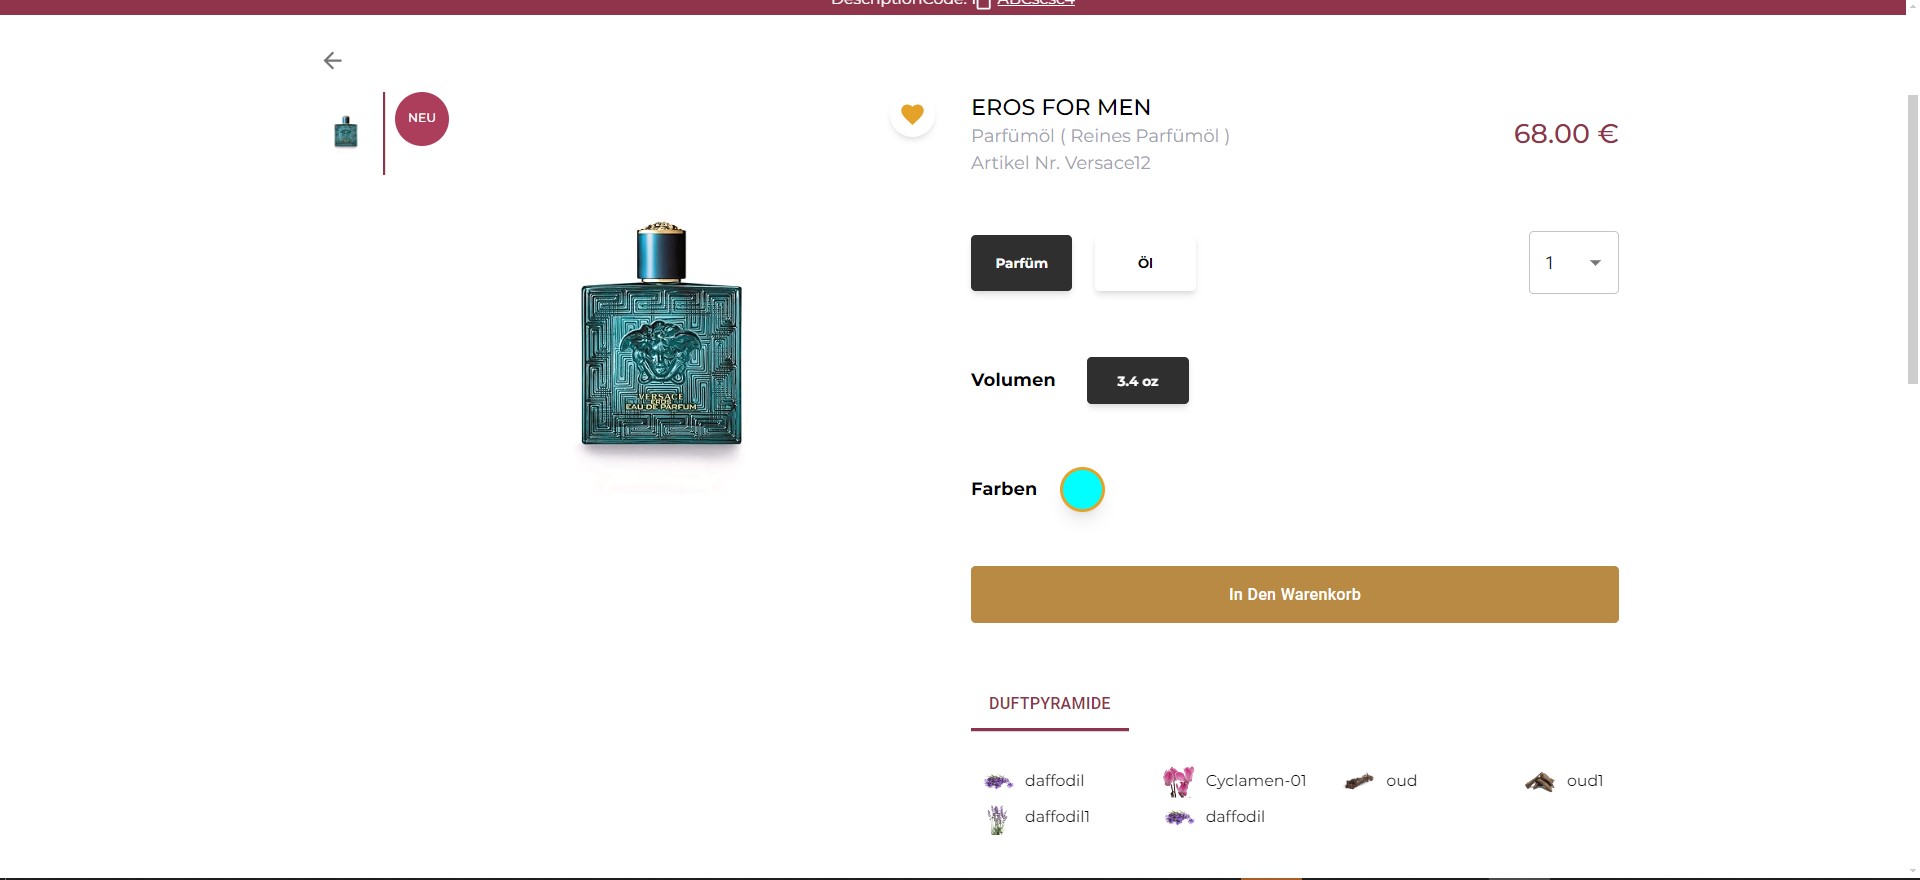 DescriptionCode: ABCscsc4
NEU
EROS FOR MEN
Parfümöl ( Reines Parfümöl )
Artikel Nr. Versace12
68.00 €
Parfüm
Öl
1
Volumen
3.4 oz
VERSACE
EROS
EAU DE PARFUM
Farben
In Den Warenkorb
DUFTPYRAMIDE
daffodil
Cyclamen-01
oud
oud1
daffodil1
daffodil